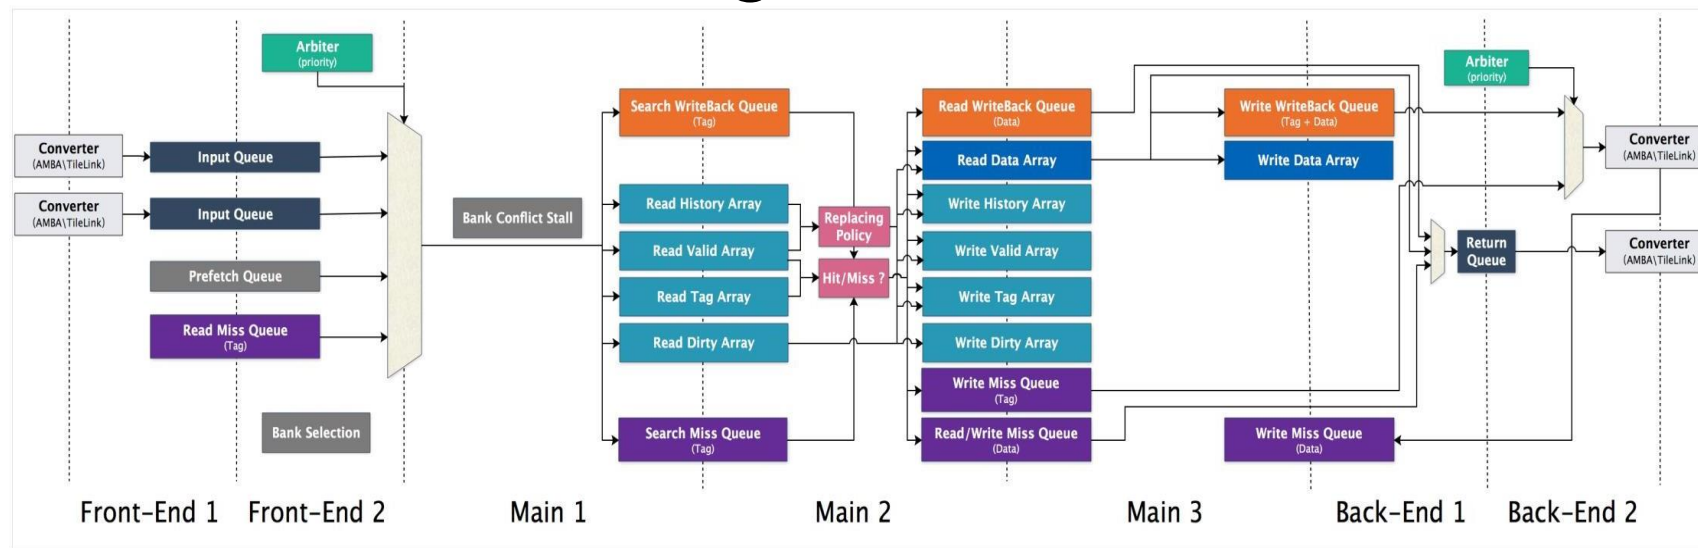 Arbiter
(priority)
Converter
(AMBA\TileLink)
Input Queue
Converter
(AMBA\TileLink)
Input Queue
Prefetch Queue
Read Miss Queue
(Tag)
Bank Selection
Bank Conflict Stall
Search WriteBack Queue
(Tag)
Read History Array
Read Valid Array
Read Tag Array
Read Dirty Array
Search Miss Queue
(Tag)
Replacing
Policy
Hit/Miss ?
Read WriteBack Queue
(Data)
Read Data Array
Write History Array
Write Valid Array
Write Tag Array
Write Dirty Array
Write Miss Queue
(Tag)
Read/Write Miss Queue
(Data)
Write WriteBack Queue
(Tag + Data)
Write Data Array
Write Miss Queue
(Data)
Arbiter
(priority)
Return
Queue
Converter
(AMBA\TileLink)
Converter
(AMBA\TileLink)
Front-End 1
Front-End 2
Main 1
Main 2
Main 3
Back-End 1
Back-End 2